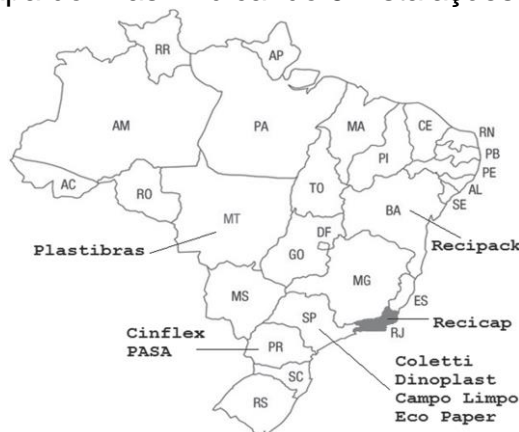 RR
AP
AM
PA
MA
CE
RN
PB
PE
AL
SE
PI
AC
RO
TO
BA
MT
DF
GO
Plastibras
Recipack
MG
MS
ES
SP
RJ
Recicap
Cinflex
PASA
PR
SC
RS
Coletti
Dinoplast
Campo Limpo
Eco Paper